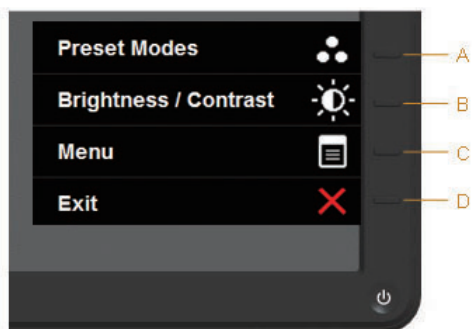 Preset Modes
A
Brightness / Contrast
B
Menu
C
Exit
D